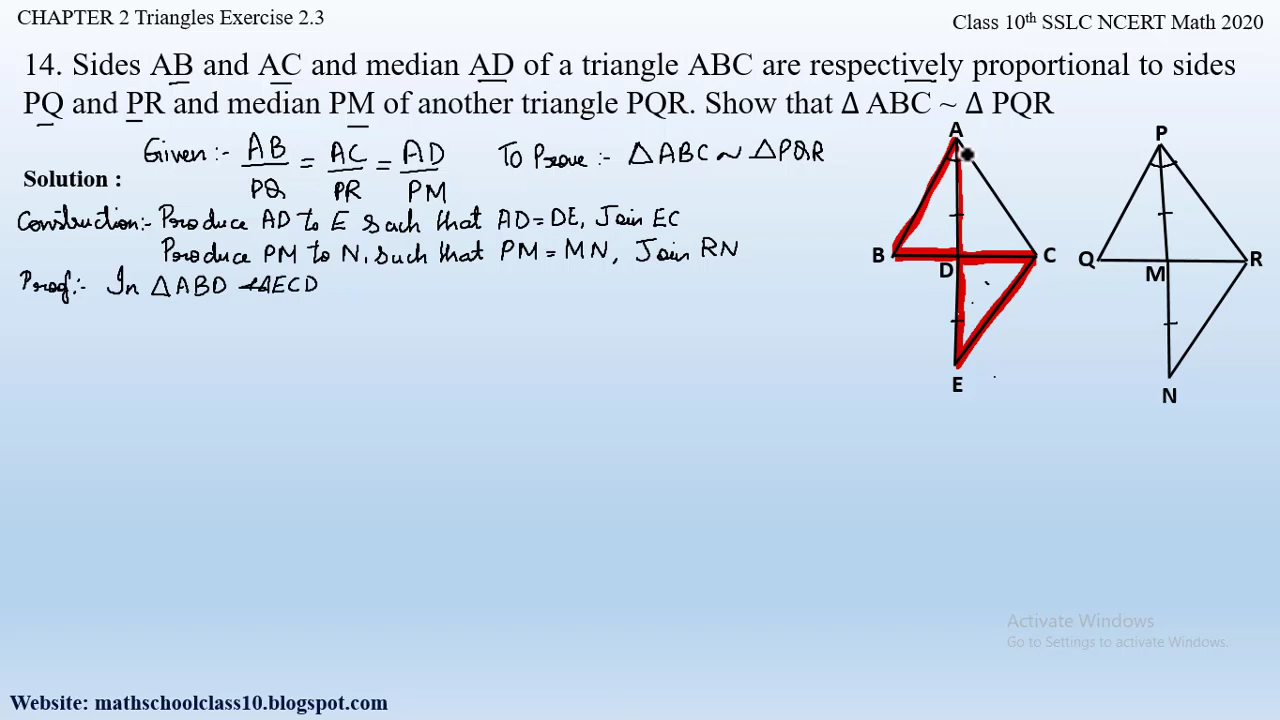 CHAPTER 2 Triangles Exercise 2.3
Class 10th SSLC NCERT Math 2020
14. Sides AB and AC and median AD of a triangle ABC are respectively proportional to sides
PQ and PR and median PM of another triangle PQR. Show that Δ ABC ~ Δ PQR
Given :- AB/PQ = AC/PR = AD/PM To Prove :- △ABC ~ △PQR
Solution :
Construction:- Produce AD to E Such that AD = DE, Join EC
Produce PM to N, such that PM = MN, Join RN
Proof:- In △ABD & △ECD
A
B
D
C
E
P
Q
M
R
N
Activate Windows
Go to Settings to activate Windows.
Website: mathschoolclass10.blogspot.com